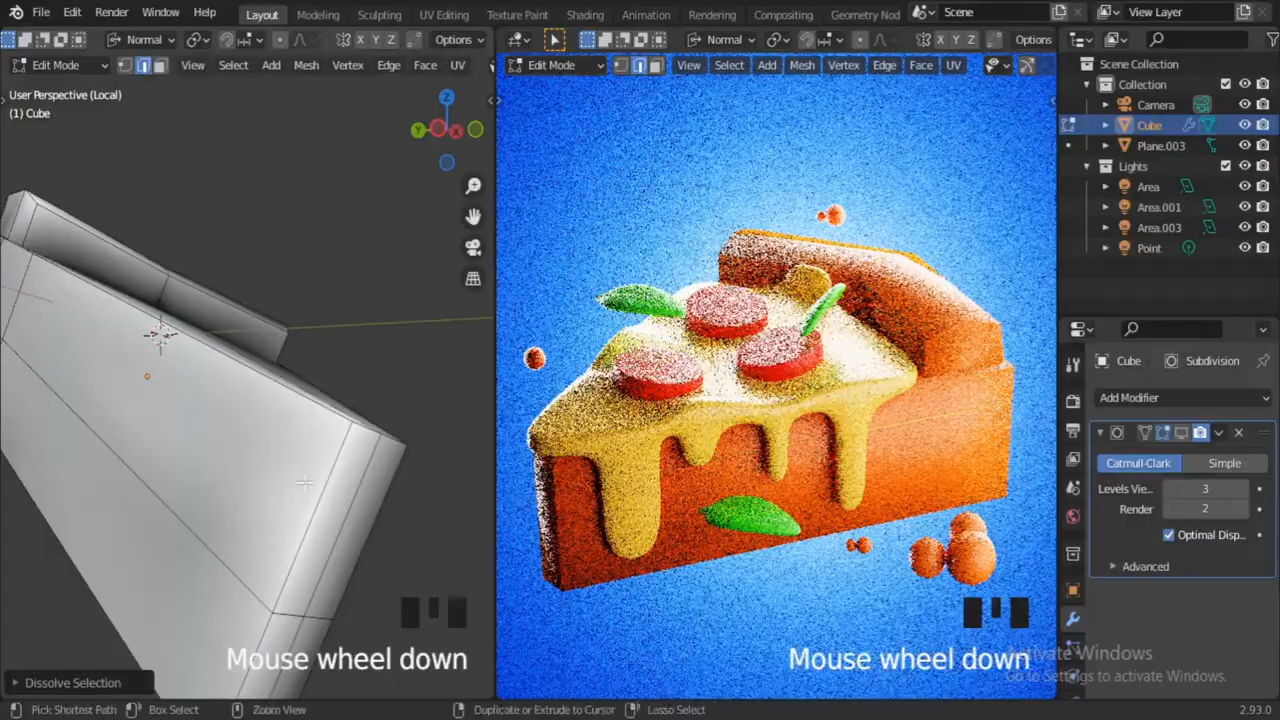 File Edit Render Window Help Layout Modeling Sculpting UV Editing Texture Paint Shading Animation Rendering Compositing Geometry Nod Scene View Layer
Normal X Y Z Options Normal X Y Z Options
Edit Mode View Select Add Mesh Vertex Edge Face UV Edit Mode View Select Add Mesh Vertex Edge Face UV
User Perspective (Local)
(1) Cube
Z
Y X
Scene Collection
Collection
Camera
Cube
Plane.003
Lights
Area
Area.001
Area.003
Point
Cube Subdivision
Add Modifier
Catmull-Clark Simple
Levels Vie... 3
Render 2
Optimal Disp...
Advanced
Mouse wheel down Mouse wheel down
Activate Windows
Go to Settings to activate Windows.
Dissolve Selection
Pick Shortest Path Box Select Zoom View Duplicate or Extrude to Cursor Lasso Select 2.93.0